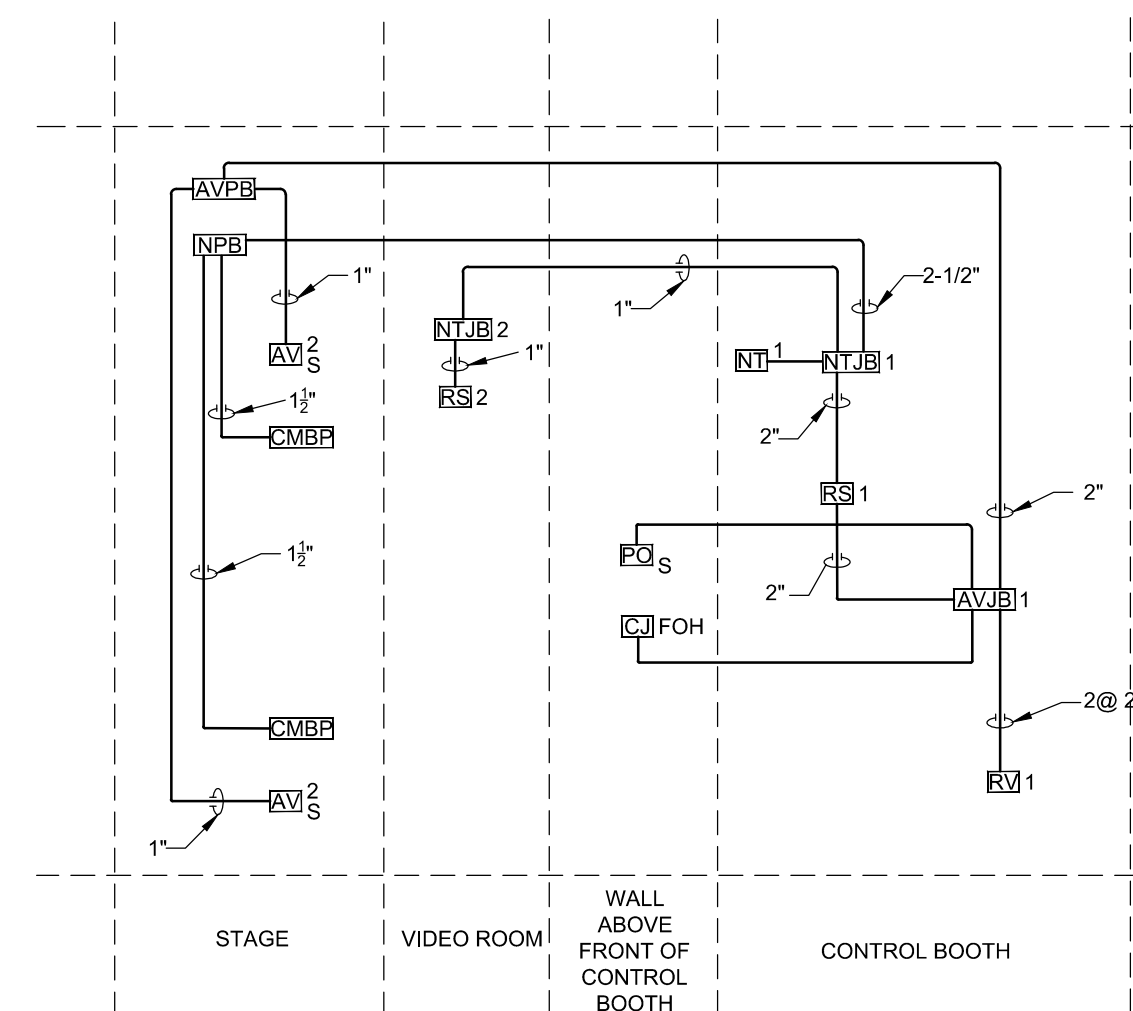 AVPB
NPB
1"
2-1/2"
1"
NTJB 2
1"
NT 1
NTJB 1
AV 2
S
RS 2
1½"
CMBP
2"
RS 1
2"
1½"
PO S
2"
AVJB 1
CJ FOH
CMBP
2@ 2
RV 1
AV 2
S
1"
STAGE
VIDEO ROOM
WALL
ABOVE
FRONT OF
CONTROL
BOOTH
CONTROL BOOTH